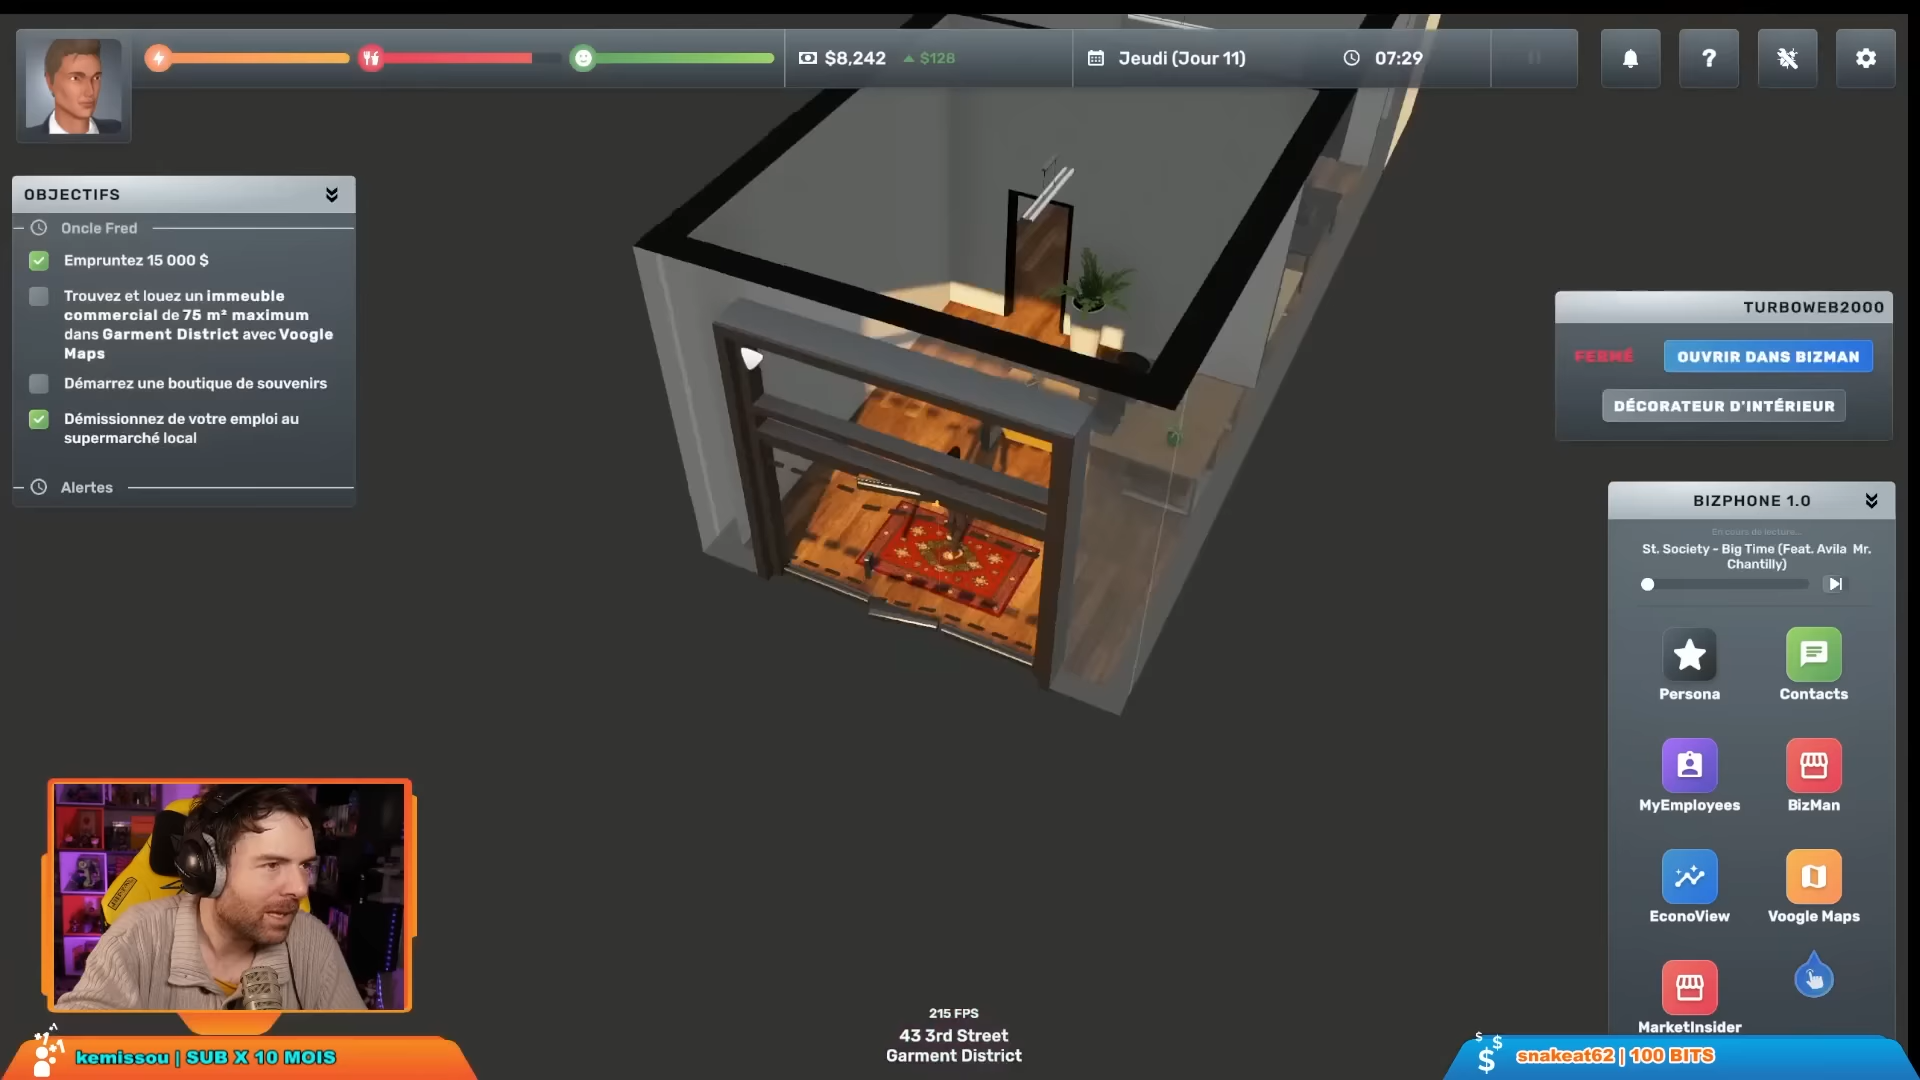 $8,242
$128
Jeudi (Jour 11)
07:29
?
OBJECTIFS
Oncle Fred
Empruntez 15 000 $
Trouvez et louez un immeuble
commercial de 75 m² maximum
dans Garment District avec Voogle
Maps
Démarrez une boutique de souvenirs
Démissionnez de votre emploi au
supermarché local
Alertes
TURBOWEB2000
FERMÉ
OUVRIR DANS BIZMAN
DÉCORATEUR D'INTÉRIEUR
BIZPHONE 1.0
En cours de lecture...
St. Society - Big Time (Feat. Avila Mr.
Chantilly)
Persona
Contacts
MyEmployees
BizMan
EconoView
Voogle Maps
MarketInsider
215 FPS
43 3rd Street
Garment District
kemissou | SUB X 10 MOIS
snakeat62 | 100 BITS